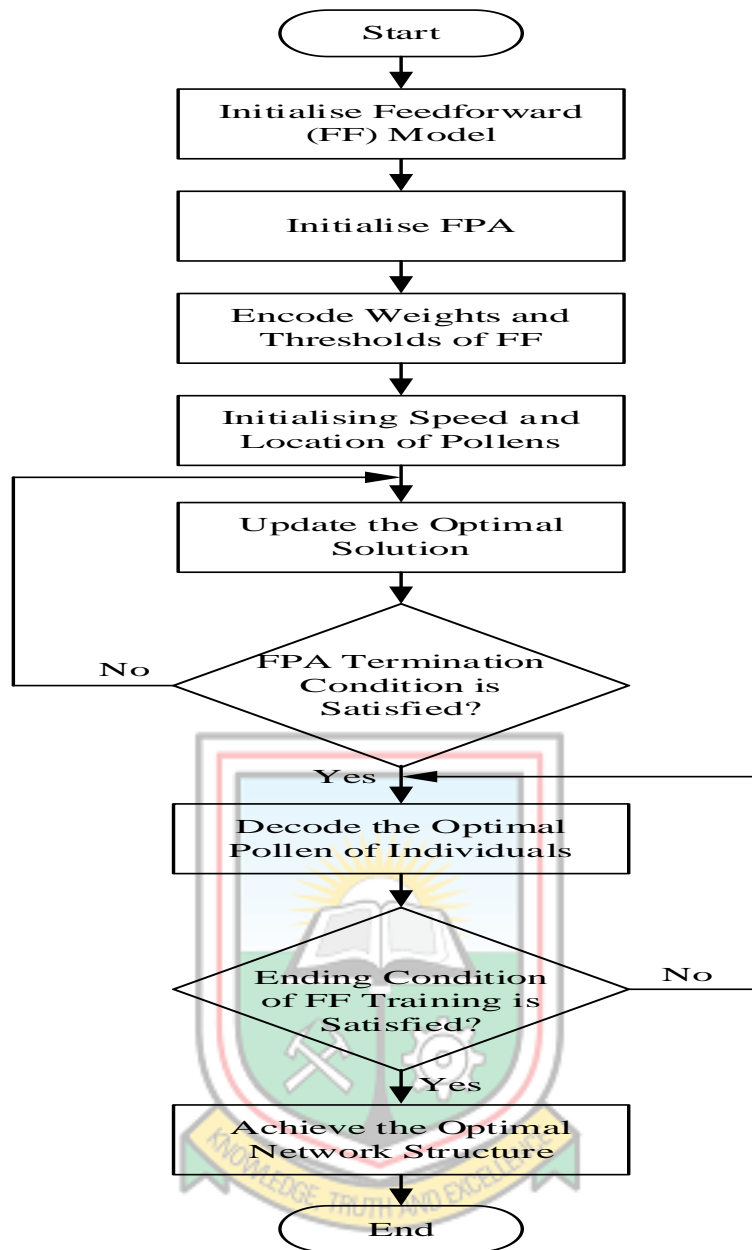 Start
Initialise Feedforward
(FF) Model
Initialise FPA
Encode Weights and
Thresholds of FF
Initialising Speed and
Location of Pollens
Update the Optimal
Solution
No
FPA Termination
Condition is
Satisfied?
Yes
Decode the Optimal
Pollen of Individuals
Ending Condition
of FF Training is
Satisfied?
No
Yes
Achieve the Optimal
Network Structure
KNOWLEDGE TRUTH AND EXCELLENCE
End